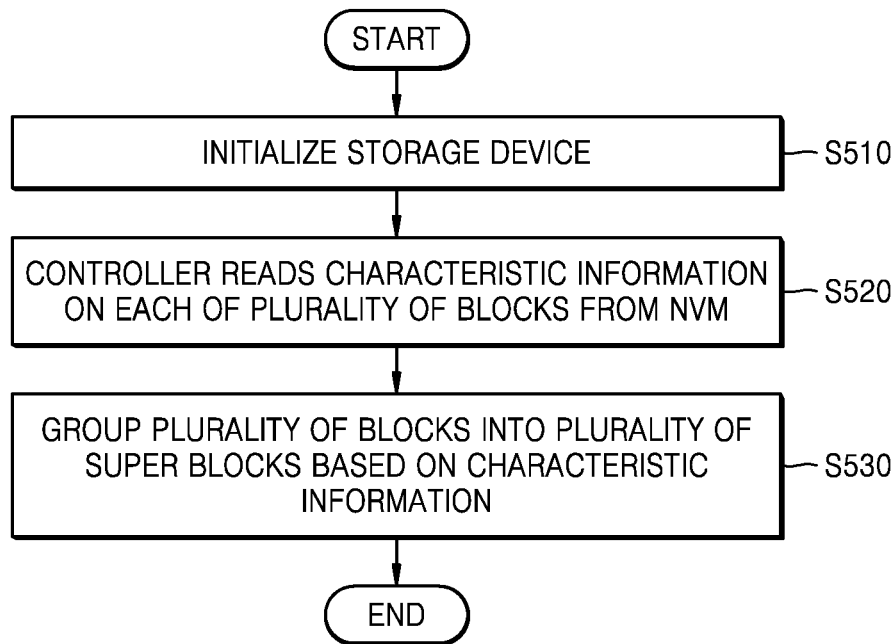 START
INITIALIZE STORAGE DEVICE
S510
CONTROLLER READS CHARACTERISTIC INFORMATION
ON EACH OF PLURALITY OF BLOCKS FROM NVM
S520
GROUP PLURALITY OF BLOCKS INTO PLURALITY OF
SUPER BLOCKS BASED ON CHARACTERISTIC
INFORMATION
S530
END